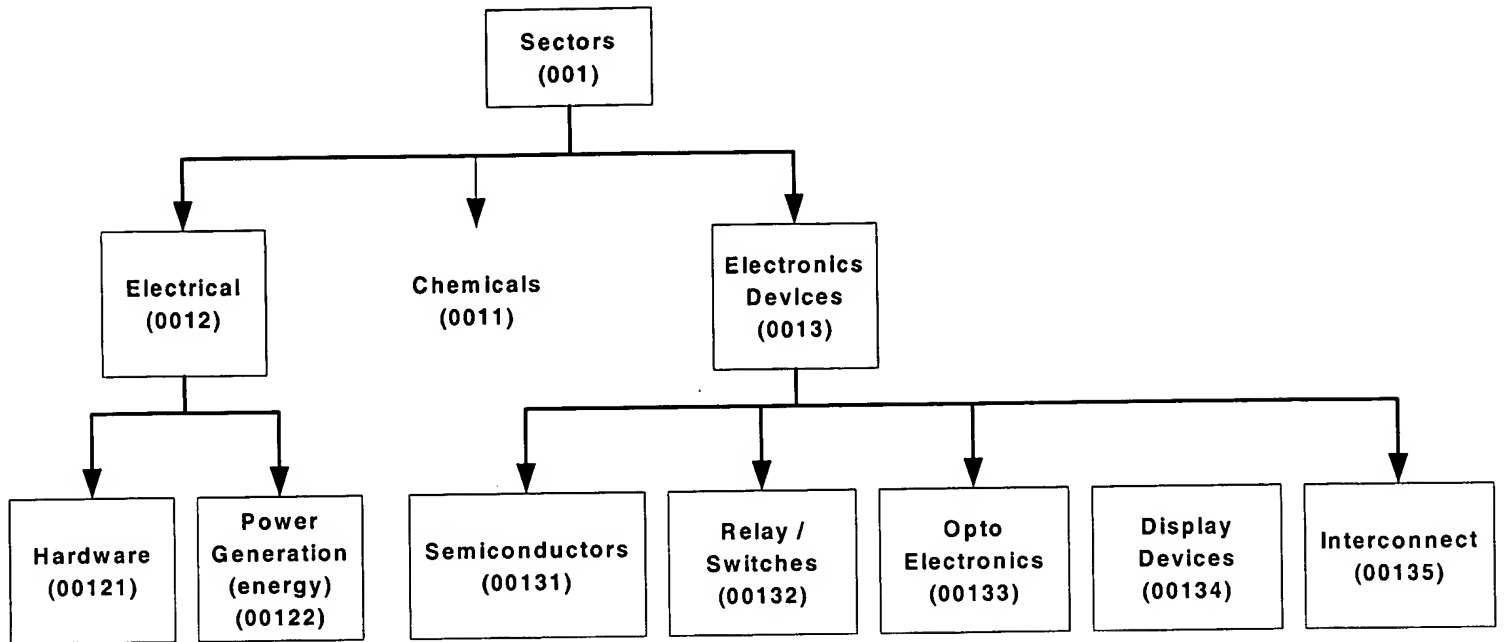 Sectors
(001)
Electrical
(0012)
Chemicals
(0011)
Electronics
Devices
(0013)
Hardware
(00121)
Power
Generation
(energy)
(00122)
Semiconductors
(00131)
Relay /
Switches
(00132)
Opto
Electronics
(00133)
Display
Devices
(00134)
Interconnect
(00135)